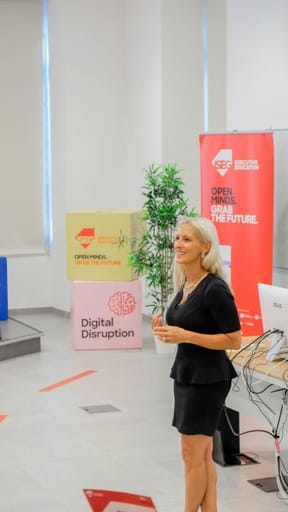 ISEG
EXECUTIVE
EDUCATION
OPEN
MINDS.
GRAB
THE FUTURE.
ISEG
OPEN MINDS.
GRAB THE FUTURE.
Digital
Disruption